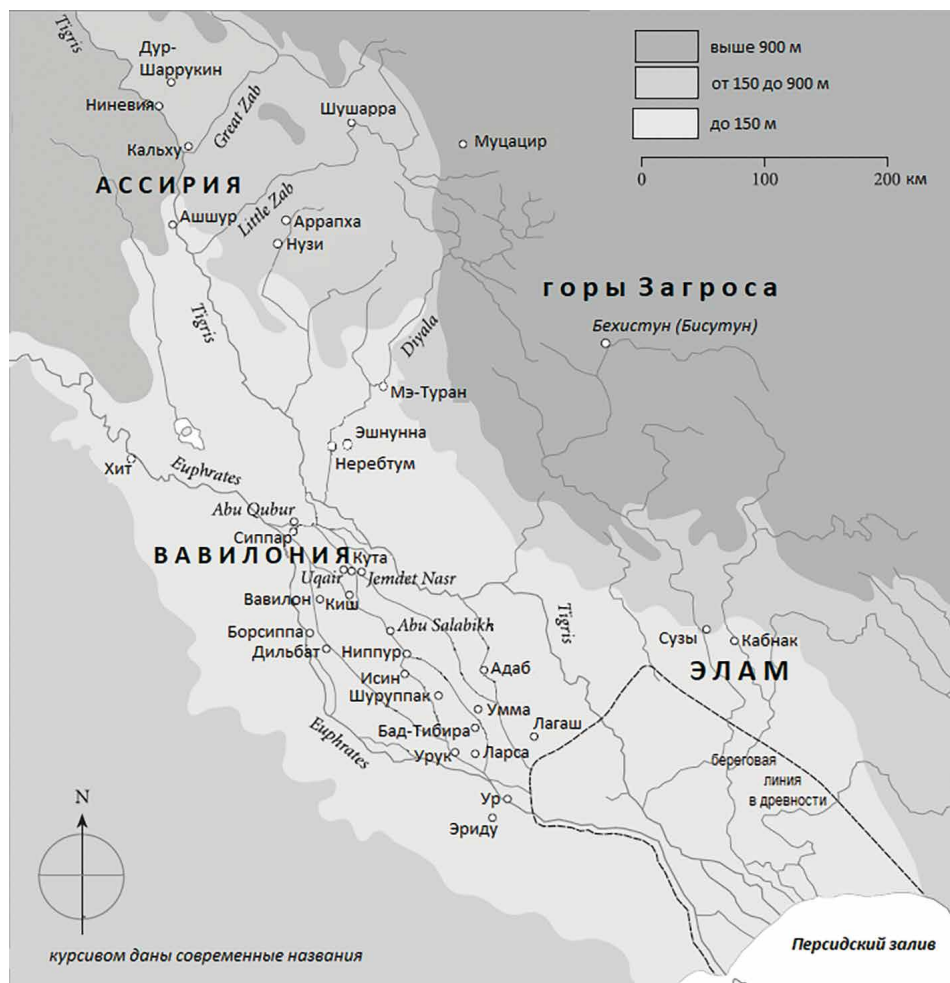 Tigris
Дур-
Шаррукин
Ниневия
Great Zab
Кальху
Шушарра
Муцацир
выше 900 м
от 150 до 900 м
до 150 м
0 100 200 км
АССИРИЯ
Ашшур
Little Zab
Аррапха
Нузи
горы Загроса
Бехистун (Бисутун)
Tigris
Diyala
Мэ-Туран
Эшнунна
Неребтум
Хит
Euphrates
Abu Qubur
Сиппар
ВАВИЛОНИЯ
Кута
Uqair
Jemdet Nasr
Вавилон
Киш
Abu Salabikh
Борсиппа
Дильбат
Ниппур
Tigris
Сузы
Кабнак
ЭЛАМ
Исин
Адаб
Шуруппак
Умма
Лагаш
Бад-Тибира
Euphrates
Урук
Ларса
береговая
линия
в древности
Ур
Эриду
N
Персидский залив
курсивом даны современные названия